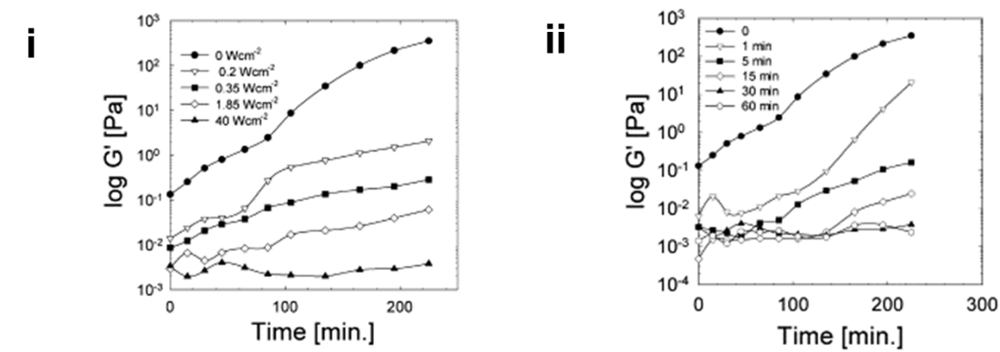 i
log G' [Pa]
10³
10²
10¹
10⁰
10⁻¹
10⁻²
10⁻³
0 Wcm⁻²
0.2 Wcm⁻²
0.35 Wcm⁻²
1.85 Wcm⁻²
40 Wcm⁻²
0 100 200
Time [min.]
ii
log G' [Pa]
10³
10²
10¹
10⁰
10⁻¹
10⁻²
10⁻³
10⁻⁴
0
1 min
5 min
15 min
30 min
60 min
0 100 200 300
Time [min.]